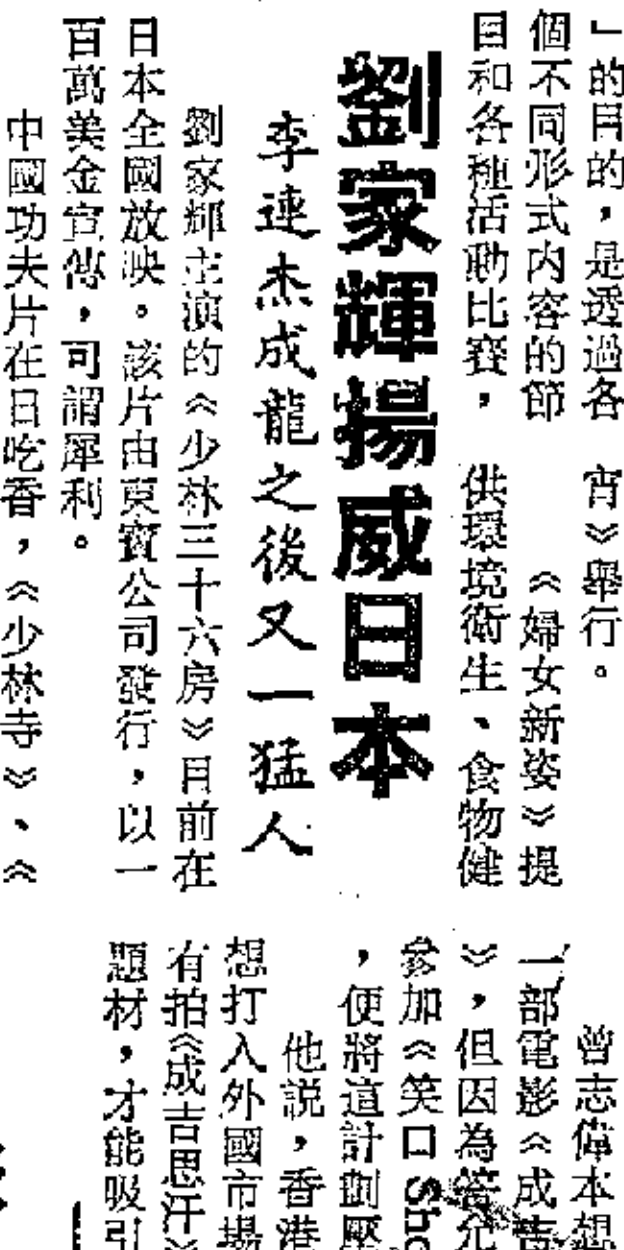 」的目的，是透過各
個不同形式內容的節
目和各種活動比賽，
宵》舉行。
《婦女新姿》提
供環境衛生、食物健
劉家輝揚威日本
李連杰成龍之後又一猛人
劉家輝主演的《少林三十六房》目前在
日本全國放映。該片由東寶公司發行，以一
百萬美金宣傳，司謂犀利。
中國功夫片在日吃香，《少林寺》、《
曾志偉本想
一部電影《成吉
》，但因為答允
參加《笑口 Sho
，便將這計劃壓
他說，香港
想打入外國市場
有拍《成吉思汗》
題材，才能吸引